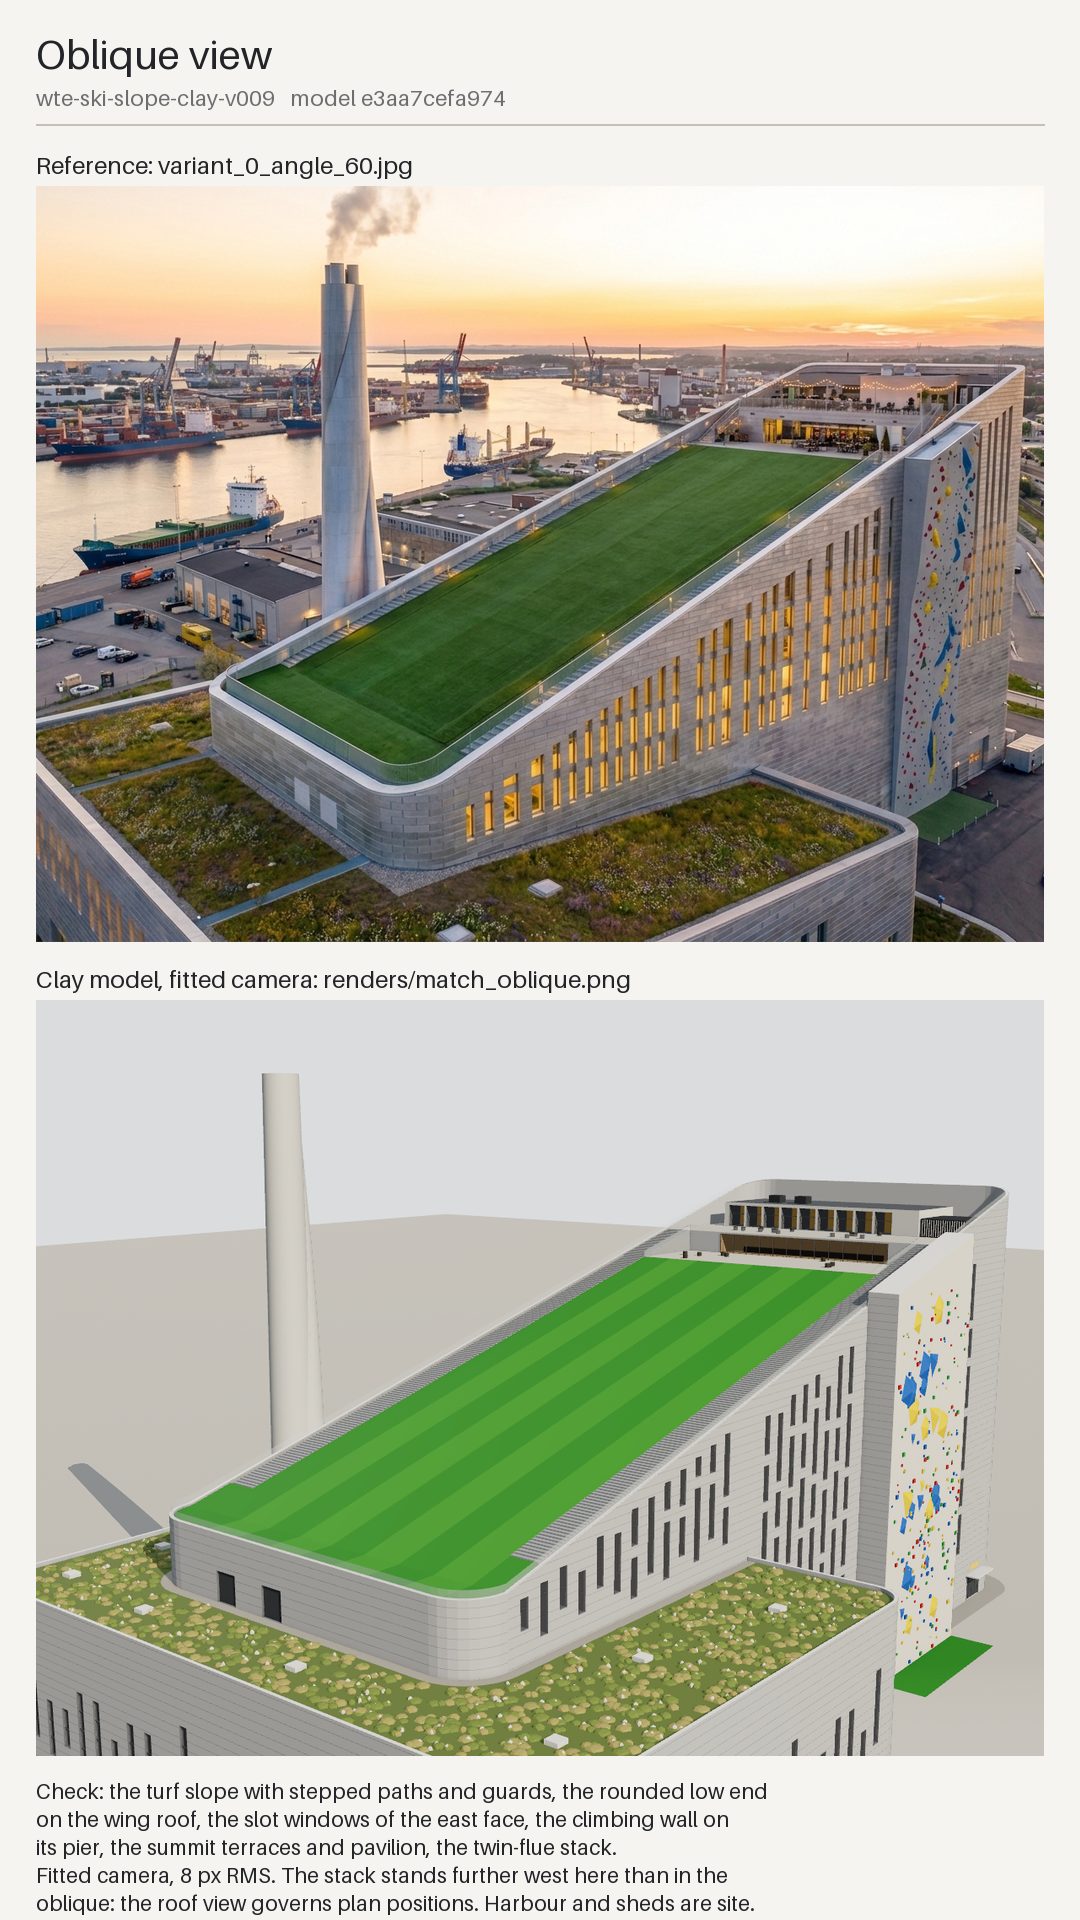 Oblique view
wte-ski-slope-clay-v009 model e3aa7cefa974
Reference: variant_0_angle_60.jpg
Clay model, fitted camera: renders/match_oblique.png
Check: the turf slope with stepped paths and guards, the rounded low end
on the wing roof, the slot windows of the east face, the climbing wall on
its pier, the summit terraces and pavilion, the twin-flue stack.
Fitted camera, 8 px RMS. The stack stands further west here than in the
oblique: the roof view governs plan positions. Harbour and sheds are site.